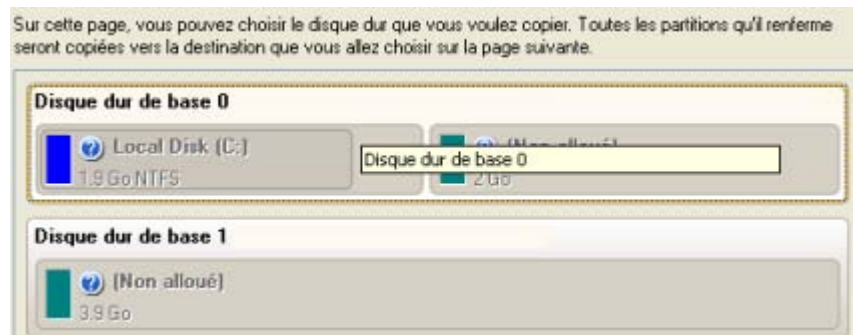 Sur cette page, vous pouvez choisir le disque dur que vous voulez copier. Toutes les partitions qu'il renferme
seront copiées vers la destination que vous allez choisir sur la page suivante.
Disque dur de base 0
Local Disk (C:)
1.9 Go NTFS
(Non alloué)
2 Go
Disque dur de base 0
Disque dur de base 1
(Non alloué)
3.9 Go